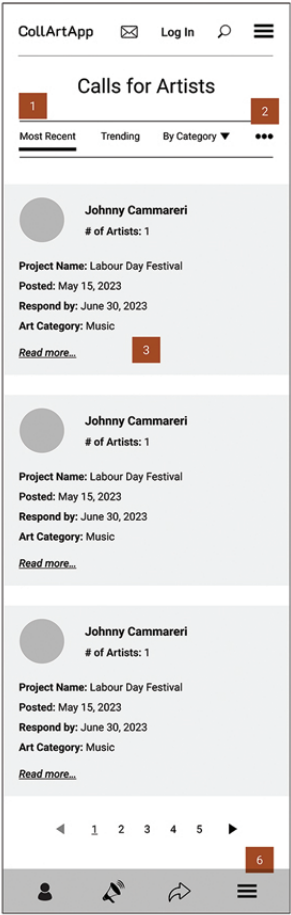 CollArtApp Log In
Calls for Artists
1 2
Most Recent Trending By Category ▼ •••
Johnny Cammareri
# of Artists: 1
Project Name: Labour Day Festival
Posted: May 15, 2023
Respond by: June 30, 2023
Art Category: Music
Read more... 3
Johnny Cammareri
# of Artists: 1
Project Name: Labour Day Festival
Posted: May 15, 2023
Respond by: June 30, 2023
Art Category: Music
Read more...
Johnny Cammareri
# of Artists: 1
Project Name: Labour Day Festival
Posted: May 15, 2023
Respond by: June 30, 2023
Art Category: Music
Read more...
1 2 3 4 5
6